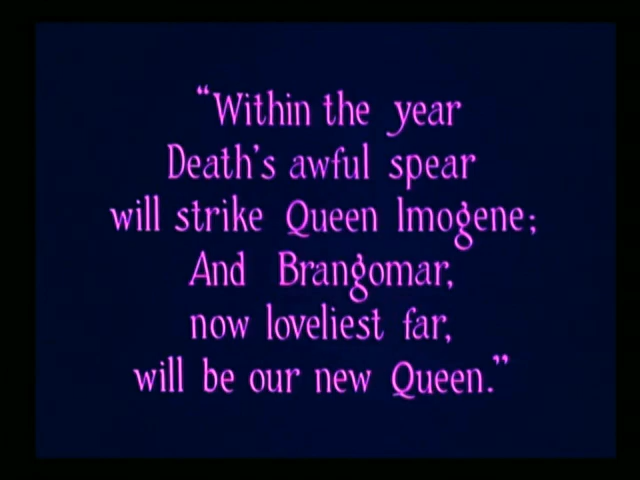 “Within the year
Death's awful spear
will strike Queen Imogene;
And Brangomar,
now loveliest far,
will be our new Queen.”